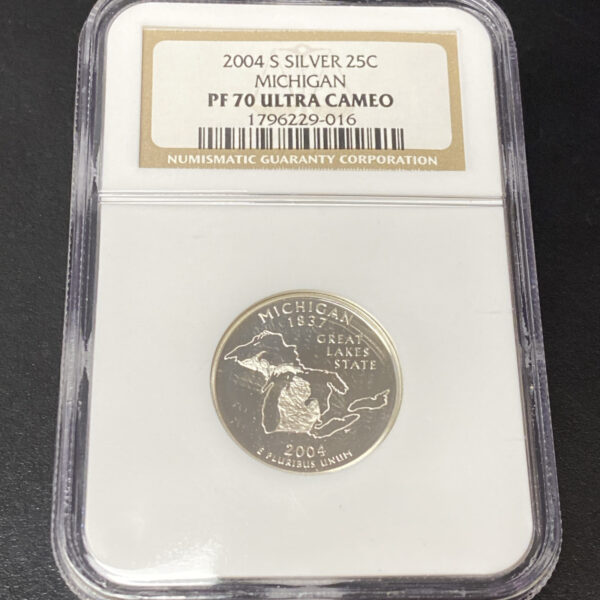 2004 S SILVER 25C
MICHIGAN
PF 70 ULTRA CAMEO
1796229-016
NUMISMATIC GUARANTY CORPORATION
MICHIGAN
1837
GREAT
LAKES
STATE
2004
E PLURIBUS UNUM